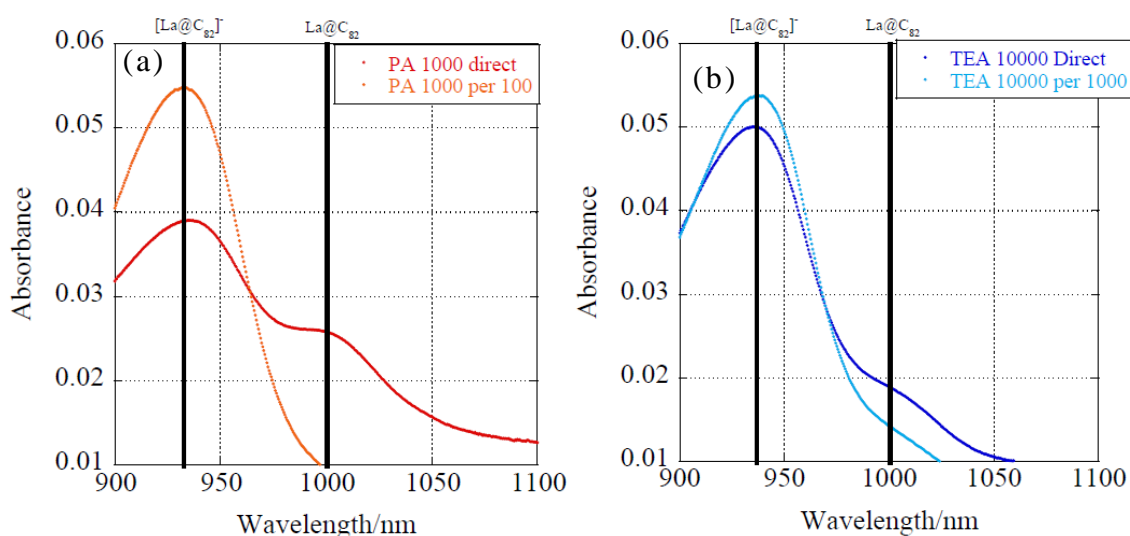 [La@C82]-
La@C82
0.06
(a)
PA 1000 direct
PA 1000 per 100
0.05
0.04
0.03
0.02
0.01
Absorbance
900
950
1000
1050
1100
Wavelength/nm
[La@C82]-
La@C82
0.06
(b)
TEA 10000 Direct
TEA 10000 per 1000
0.05
0.04
0.03
0.02
0.01
Absorbance
900
950
1000
1050
1100
Wavelength/nm